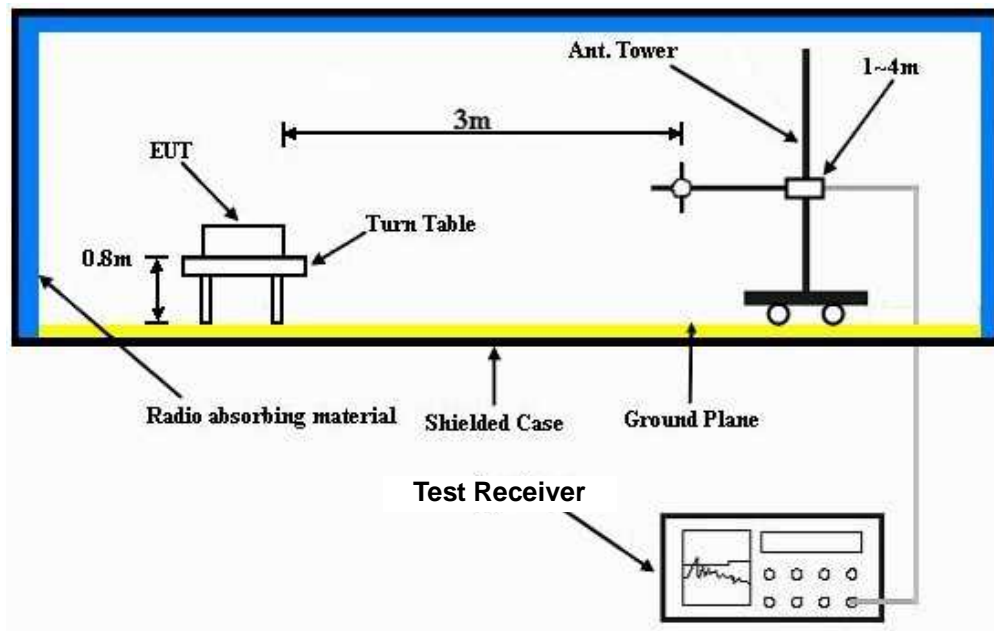 Ant. Tower
1~4m
3m
EUT
Turn Table
0.8m
Radio absorbing material
Shielded Case
Ground Plane
Test Receiver